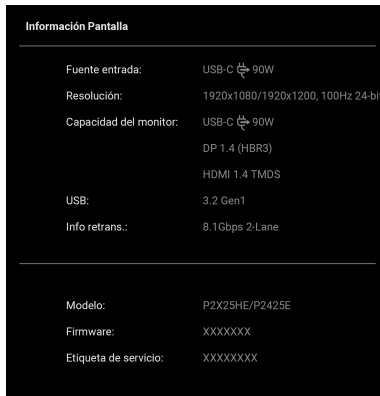 Información Pantalla
Fuente entrada: USB-C 90W
Resolución: 1920x1080/1920x1200, 100Hz 24-bit
Capacidad del monitor: USB-C 90W
DP 1.4 (HBR3)
HDMI 1.4 TMDS
USB: 3.2 Gen1
Info retrans.: 8.1Gbps 2-Lane
Modelo: P2X25HE/P2425E
Firmware: XXXXXXX
Etiqueta de servicio: XXXXXXXX